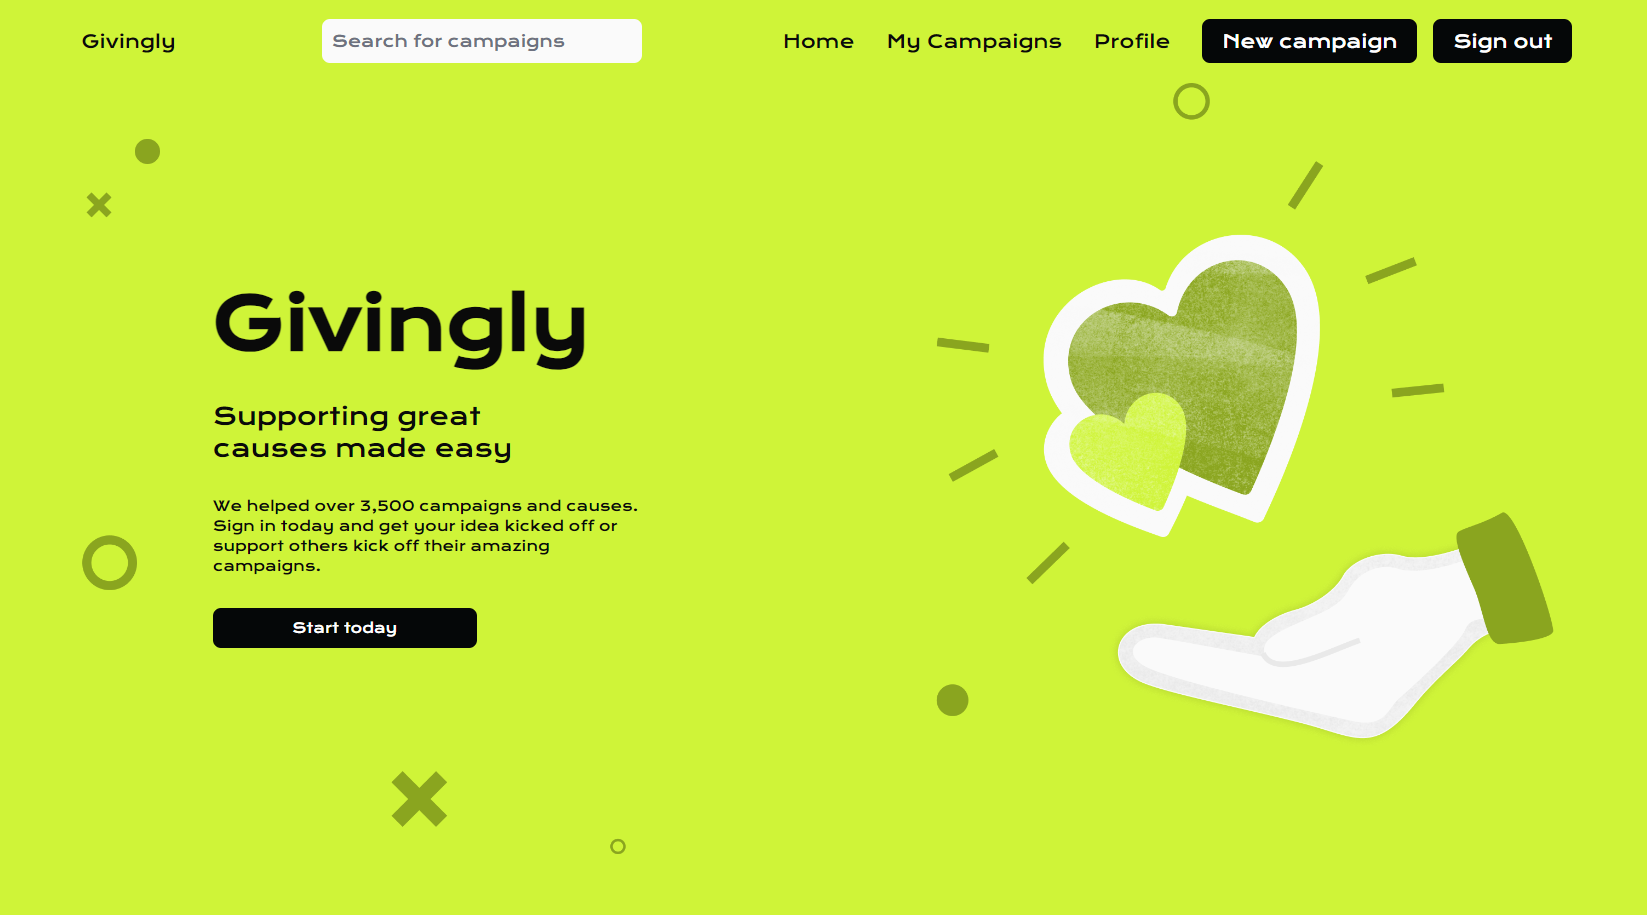 Givingly
Search for campaigns
Home
My Campaigns
Profile
New campaign
Sign out
Givingly
Supporting great
causes made easy
We helped over 3,500 campaigns and causes.
Sign in today and get your idea kicked off or
support others kick off their amazing
campaigns.
Start today